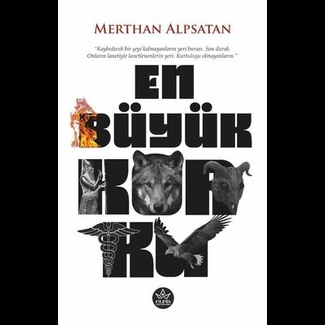 MERTHAN ALPSATAN
"Kaybedecek bir şeyi kalmayanların yeri burası. Son durak.
Onların lanetiyle lanetlenenlerin yeri. Kurtuluşu olmayanların."
EN
BÜYÜK
KOR
KU